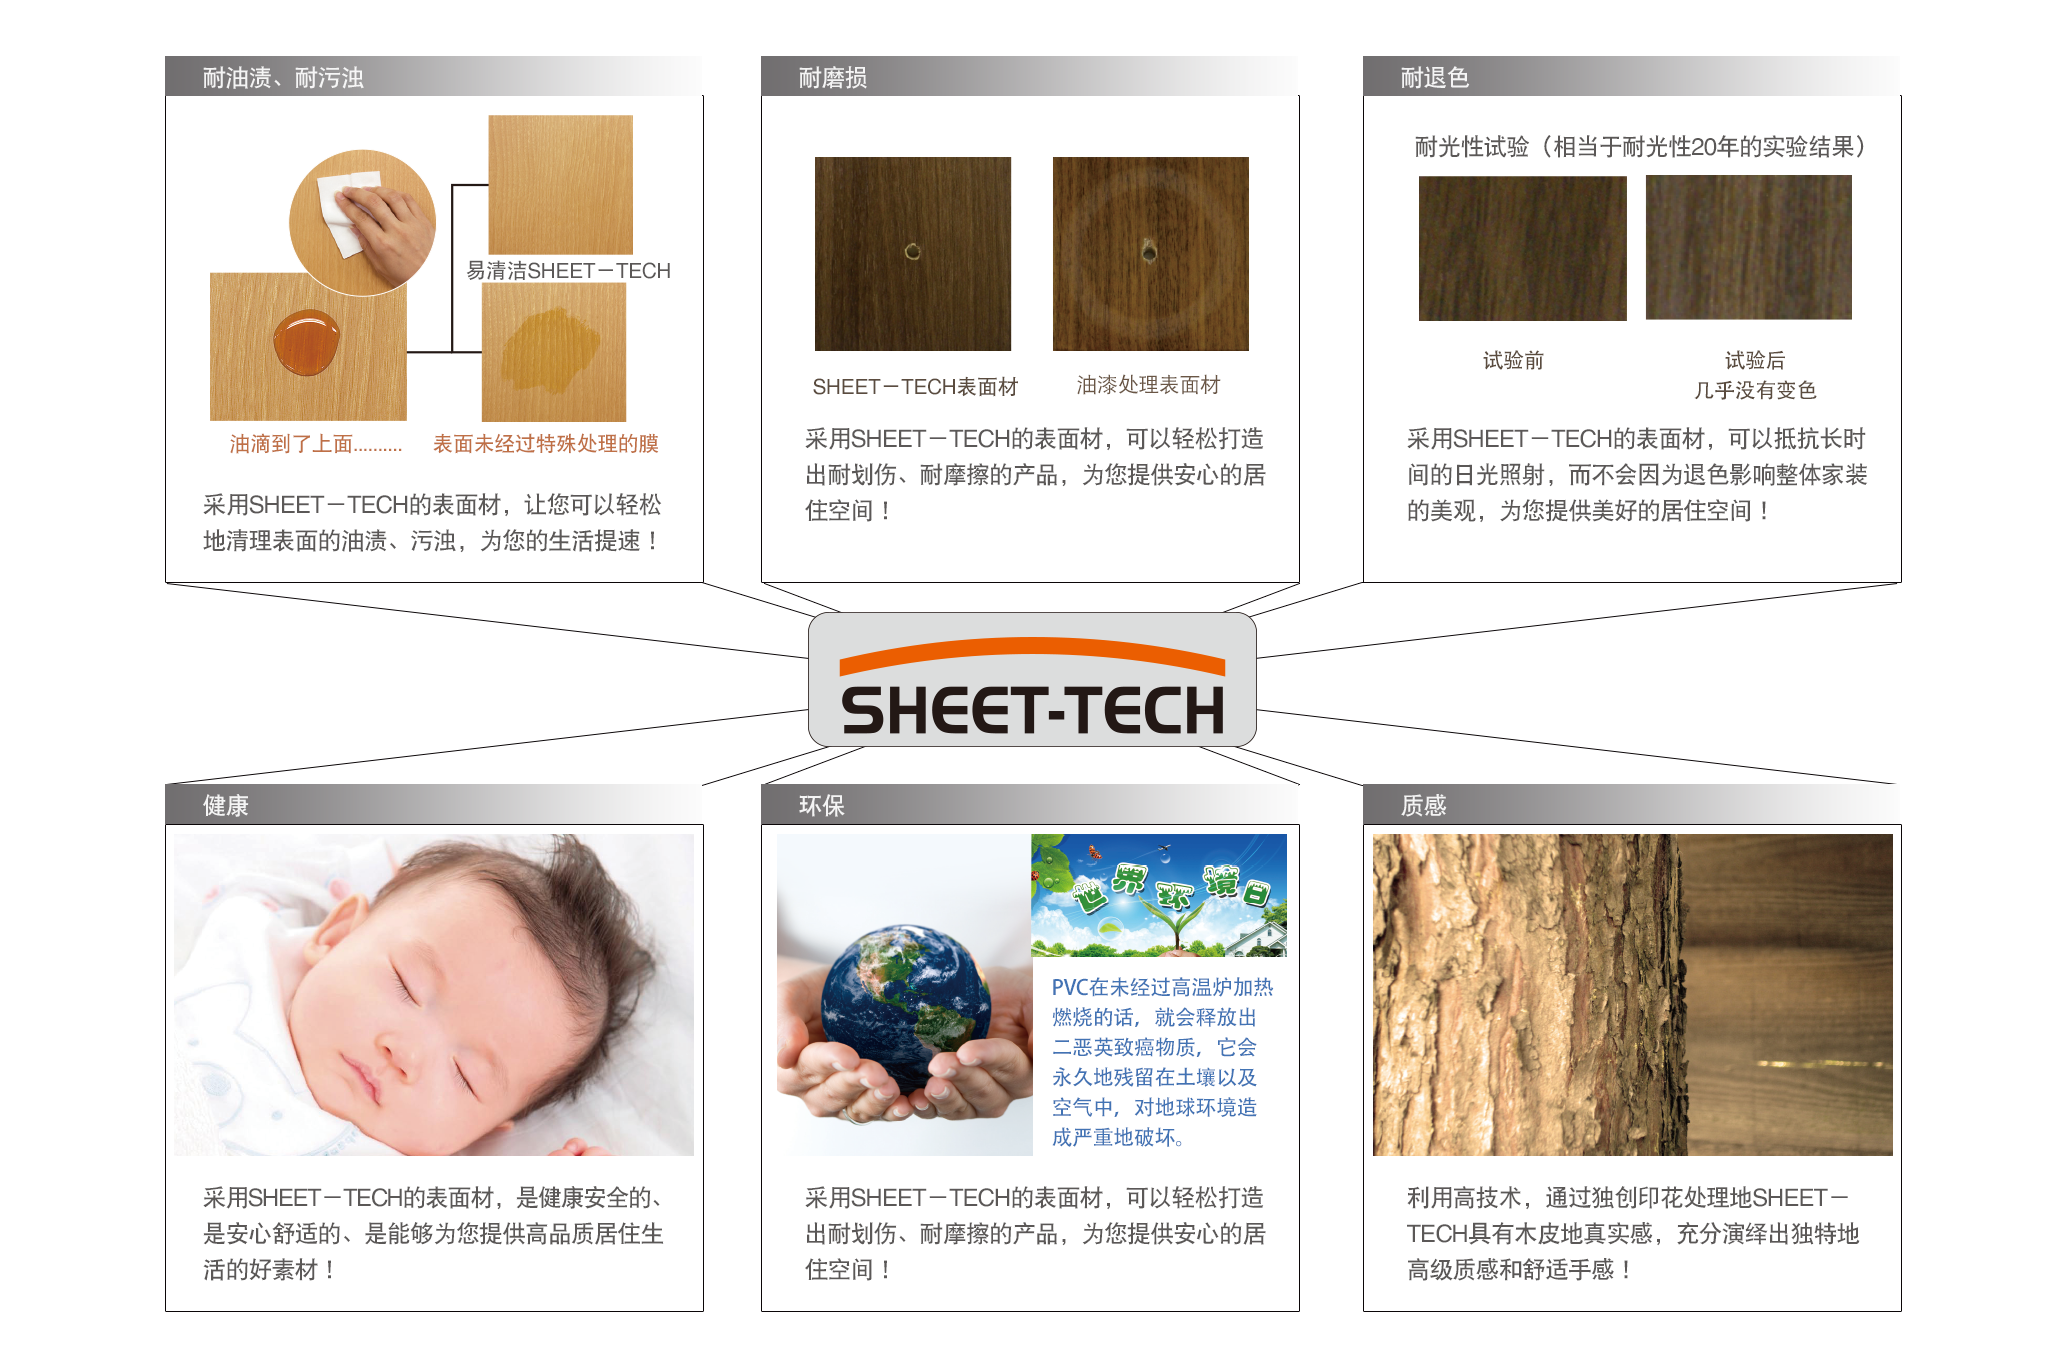 耐油渍、耐污浊
易清洁SHEET－TECH
油滴到了上面..........
表面未经过特殊处理的膜
采用SHEET－TECH的表面材，让您可以轻松
地清理表面的油渍、污浊，为您的生活提速！
耐磨损
SHEET－TECH表面材
油漆处理表面材
采用SHEET－TECH的表面材，可以轻松打造
出耐划伤、耐摩擦的产品，为您提供安心的居
住空间！
耐退色
耐光性试验（相当于耐光性20年的实验结果）
试验前
试验后
几乎没有变色
采用SHEET－TECH的表面材，可以抵抗长时
间的日光照射，而不会因为退色影响整体家装
的美观，为您提供美好的居住空间！
SHEET-TECH
健康
采用SHEET－TECH的表面材，是健康安全的、
是安心舒适的、是能够为您提供高品质居住生
活的好素材！
环保
世界环境日
PVC在未经过高温炉加热
燃烧的话，就会释放出
二恶英致癌物质，它会
永久地残留在土壤以及
空气中，对地球环境造
成严重地破坏。
采用SHEET－TECH的表面材，可以轻松打造
出耐划伤、耐摩擦的产品，为您提供安心的居
住空间！
质感
利用高技术，通过独创印花处理地SHEET－
TECH具有木皮地真实感，充分演绎出独特地
高级质感和舒适手感！